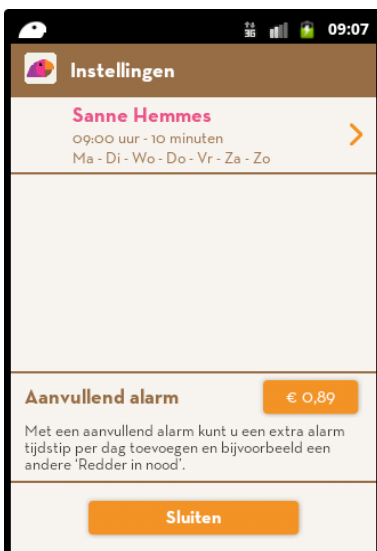 3G 09:07
Instellingen
Sanne Hemmes
09:00 uur - 10 minuten
Ma - Di - Wo - Do - Vr - Za - Zo
Aanvullend alarm
€ 0,89
Met een aanvullend alarm kunt u een extra alarm
tijdstip per dag toevoegen en bijvoorbeeld een
andere 'Redder in nood'.
Sluiten